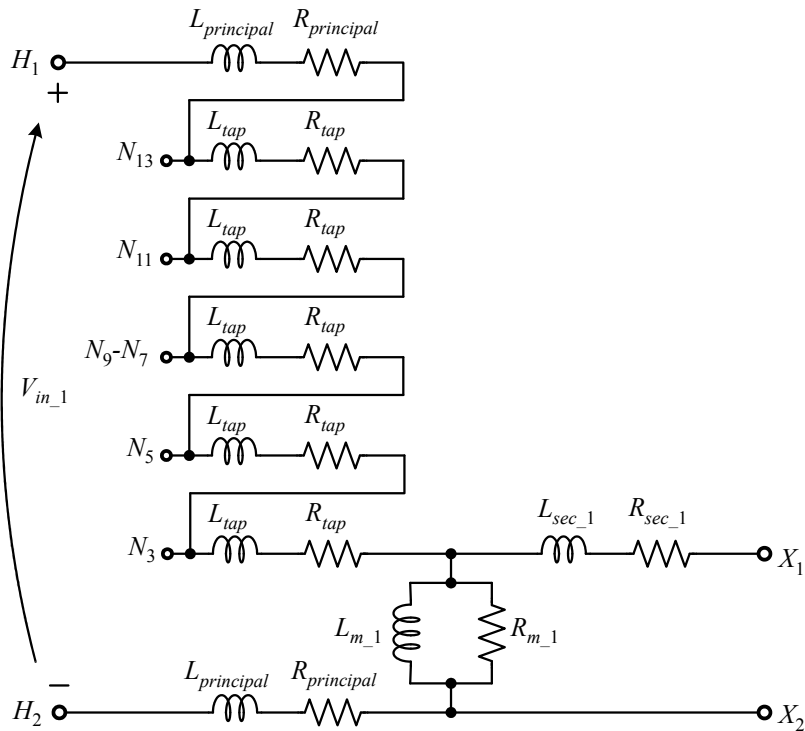 L_principal R_principal
H_1
+
L_tap R_tap
N_13
L_tap R_tap
N_11
L_tap R_tap
N_9-N_7
V_in_1
L_tap R_tap
N_5
L_tap R_tap
N_3
L_sec_1 R_sec_1
X_1
L_m_1 R_m_1
−
L_principal R_principal
H_2
X_2